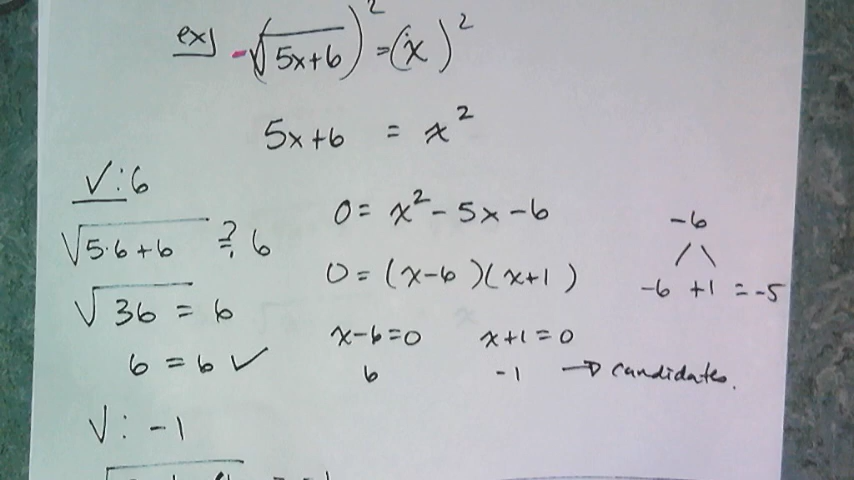 ex) -(√5x+6)² = (x)²
5x+6 = x²
√: 6
√5·6+6 ≟ 6
√36 = 6
6 = 6 ✓
√: -1
0 = x² - 5x - 6
0 = (x-6)(x+1)
x-6=0 x+1=0
6 -1 → candidates.
-6
/\
-6 +1 = -5